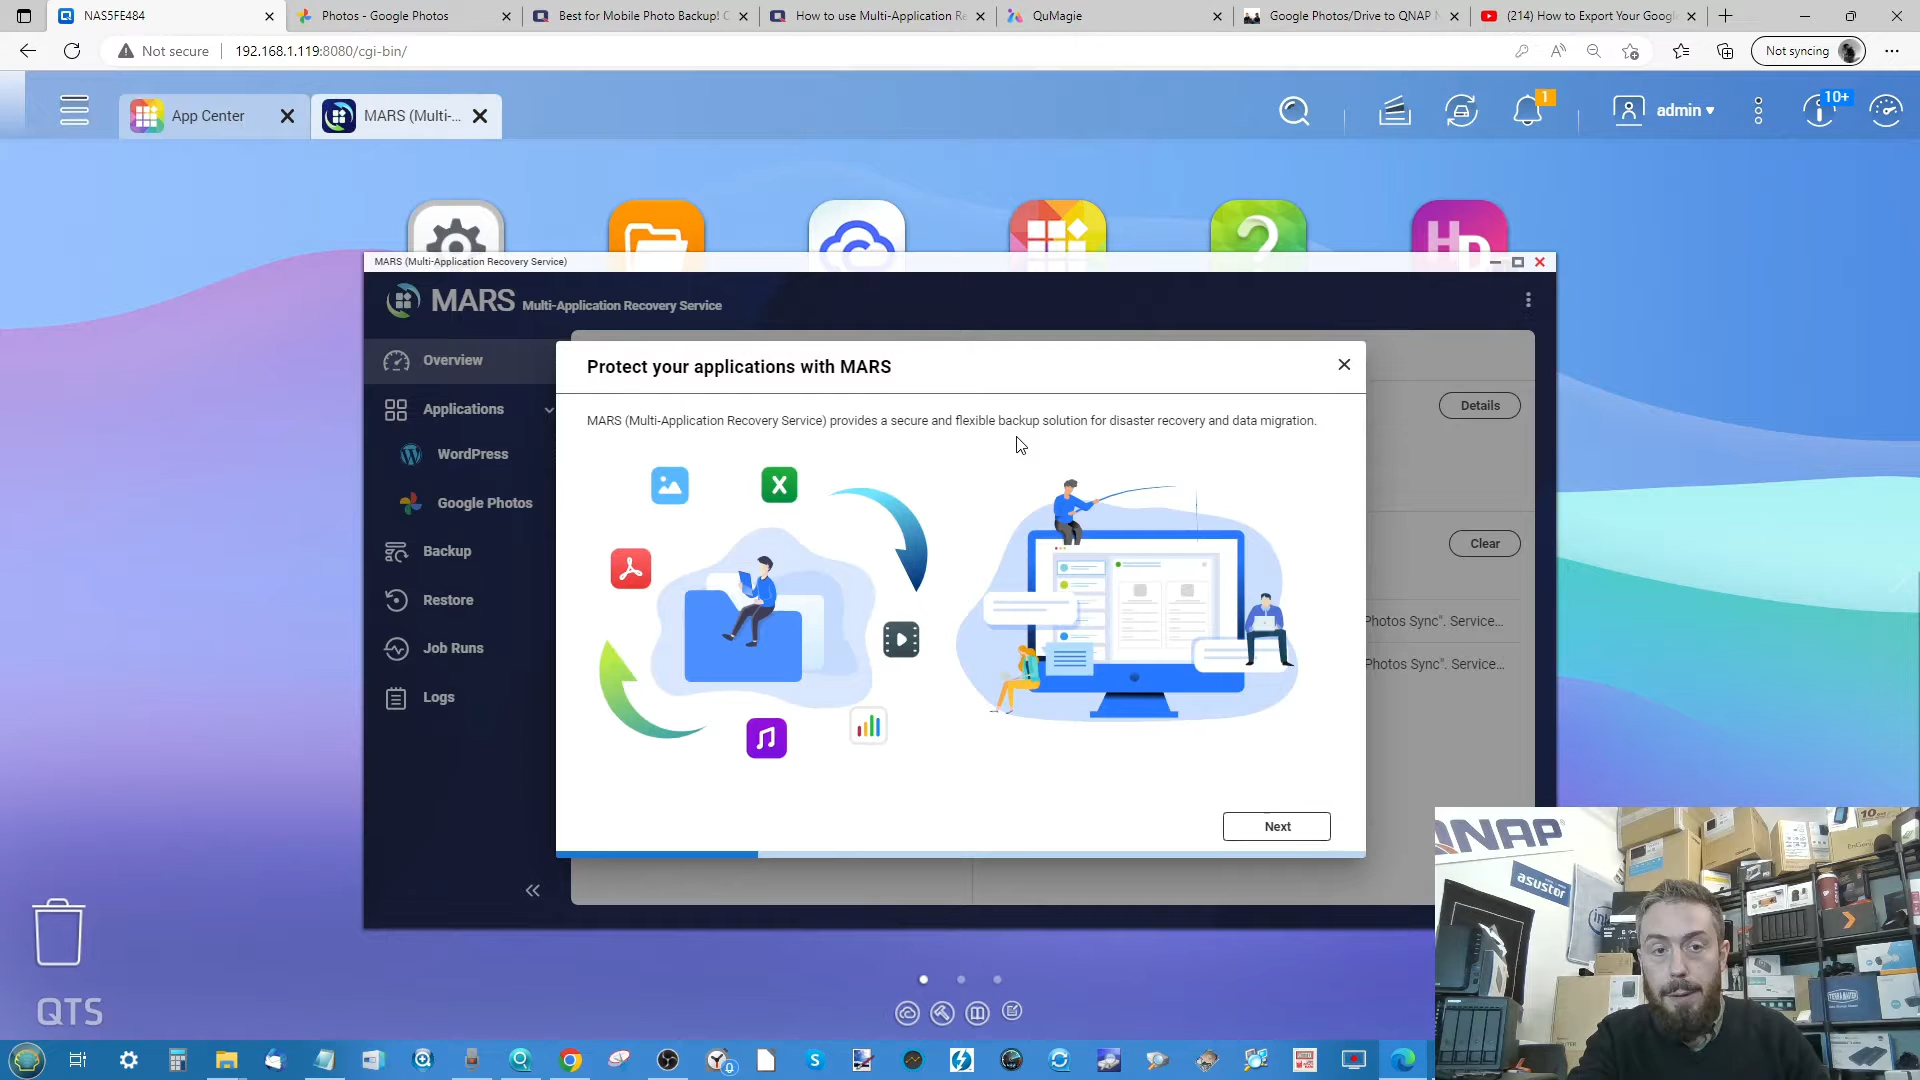 NAS5FE484
Photos - Google Photos
Best for Mobile Photo Backup! C
How to use Multi-Application Re
QuMagie
Google Photos/Drive to QNAP N
(214) How to Export Your Googl
Not secure
192.168.1.119:8080/cgi-bin/
Not syncing
App Center
MARS (Multi-...
1
admin
10+
MARS (Multi-Application Recovery Service)
MARS Multi-Application Recovery Service
Overview
Applications
WordPress
Google Photos
Backup
Restore
Job Runs
Logs
Protect your applications with MARS
MARS (Multi-Application Recovery Service) provides a secure and flexible backup solution for disaster recovery and data migration.
Details
Clear
Photos Sync". Service...
Photos Sync". Service...
Next
QTS
QNAP
asustor
intel